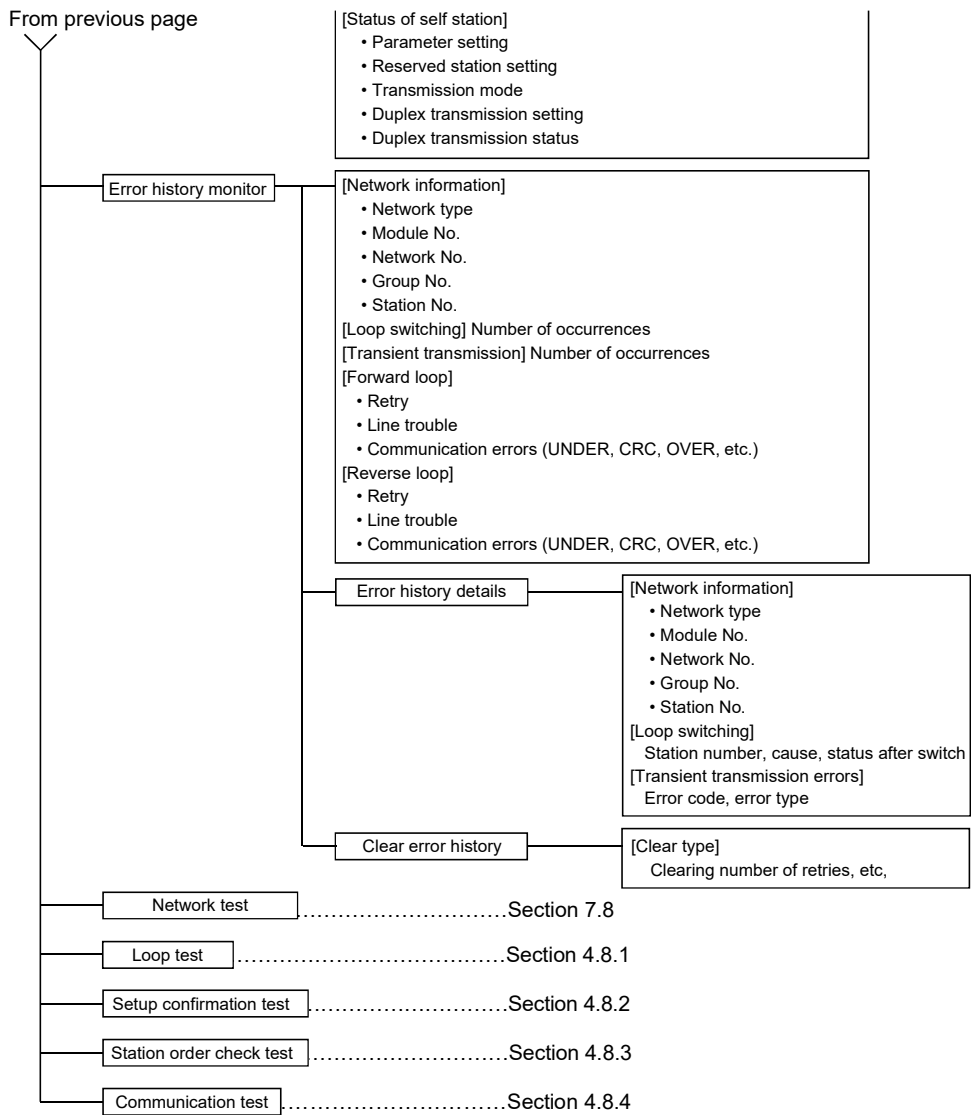 From previous page
[Status of self station]
• Parameter setting
• Reserved station setting
• Transmission mode
• Duplex transmission setting
• Duplex transmission status
Error history monitor
[Network information]
• Network type
• Module No.
• Network No.
• Group No.
• Station No.
[Loop switching] Number of occurrences
[Transient transmission] Number of occurrences
[Forward loop]
• Retry
• Line trouble
• Communication errors (UNDER, CRC, OVER, etc.)
[Reverse loop]
• Retry
• Line trouble
• Communication errors (UNDER, CRC, OVER, etc.)
Error history details
[Network information]
• Network type
• Module No.
• Network No.
• Group No.
• Station No.
[Loop switching]
Station number, cause, status after switch
[Transient transmission errors]
Error code, error type
Clear error history
[Clear type]
Clearing number of retries, etc,
Network test ..............................Section 7.8
Loop test ......................................Section 4.8.1
Setup confirmation test ............................Section 4.8.2
Station order check test ............................Section 4.8.3
Communication test ................................Section 4.8.4